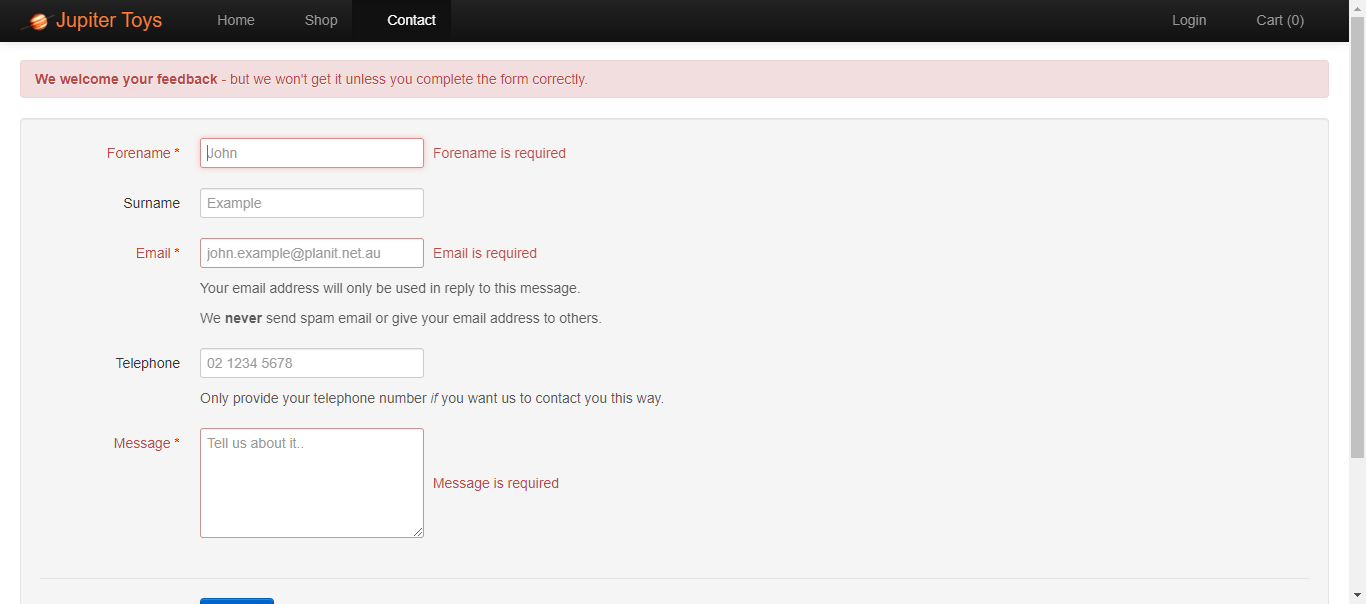 Jupiter Toys Home Shop Contact Login Cart (0)
We welcome your feedback - but we won't get it unless you complete the form correctly.
Forename * John Forename is required
Surname Example
Email * john.example@planit.net.au Email is required
Your email address will only be used in reply to this message.
We never send spam email or give your email address to others.
Telephone 02 1234 5678
Only provide your telephone number if you want us to contact you this way.
Message * Tell us about it..
Message is required